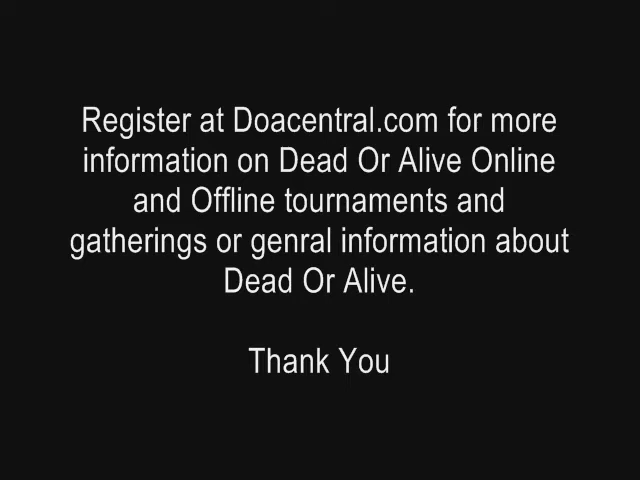 Register at Doacentral.com for more
information on Dead Or Alive Online
and Offline tournaments and
gatherings or genral information about
Dead Or Alive.
Thank You